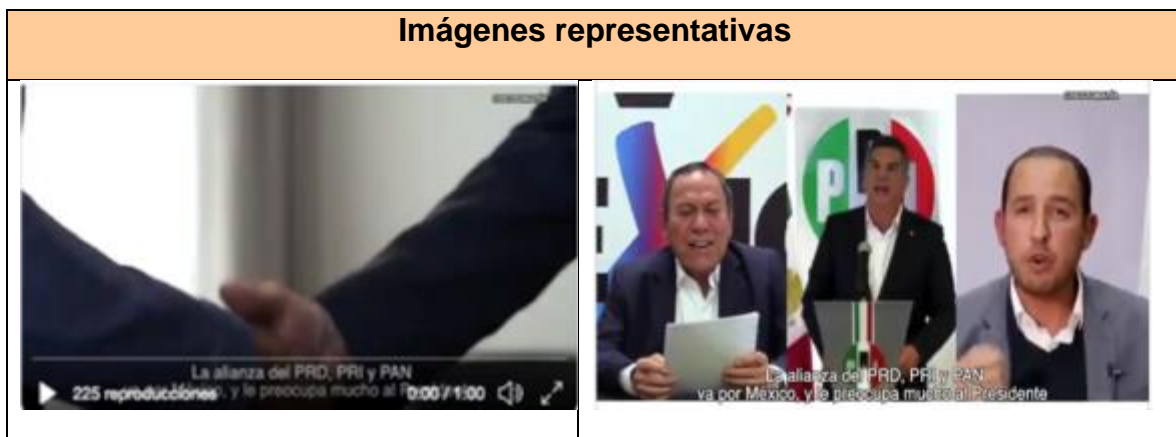 Imágenes representativas
La alianza del PRD, PRI y PAN
225 reproducciones
, y le preocupa mucho al
0:00 / 1:00
PRI
La alianza del PRD, PRI y PAN
va por México, y le preocupa mucho al Presidente